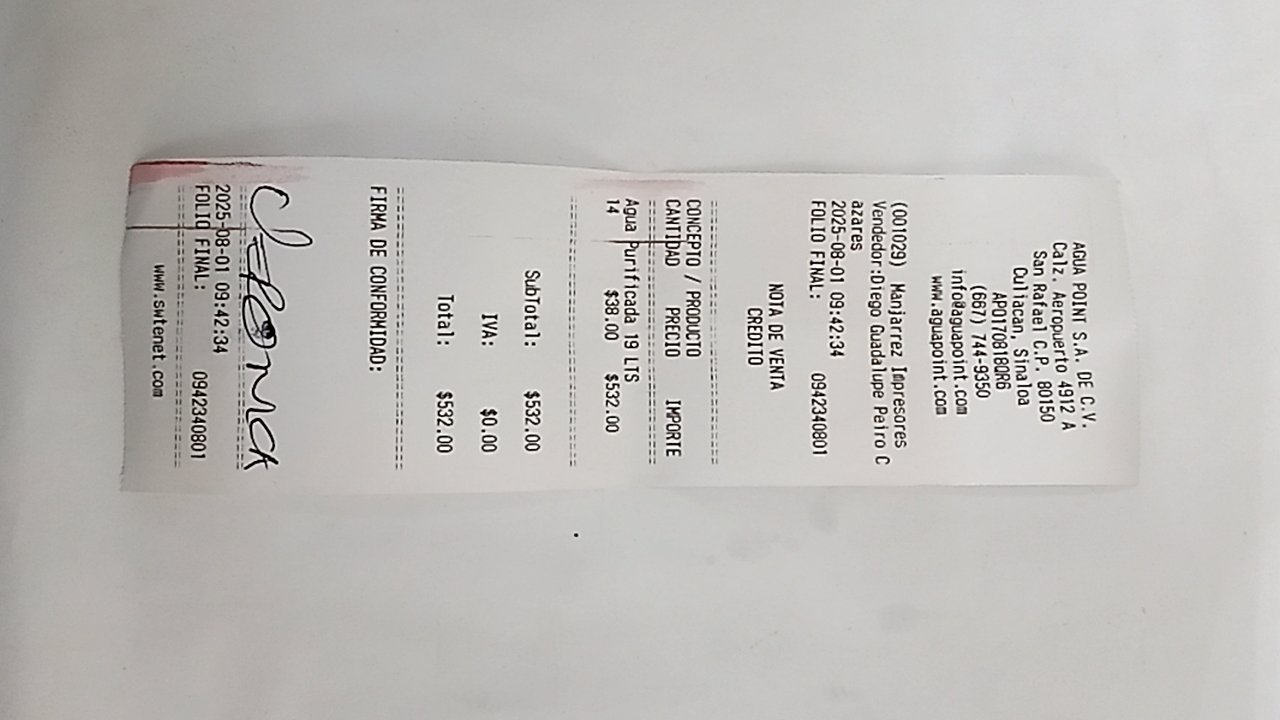 AGUA POINT S.A. DE C.V.
Calz. Aeropuerto 4912 A
San Rafael C.P. 80150
Culiacan, Sinaloa
APO170818QR6
(667) 744-9350
info@aguapoint.com
www.aguapoint.com
(001029) Manjarrez Impresores
Vendedor:Diego Guadalupe Pairo C
azares
2025-08-01 09:42:34
FOLIO FINAL: 0942340801
NOTA DE VENTA
CREDITO
================================
CONCEPTO / PRODUCTO
CANTIDAD PRECIO IMPORTE
================================
Agua Purificada 19 LTS
14 $38.00 $532.00
================================
SubTotal: $532.00
IVA: $0.00
Total: $532.00
================================
FIRMA DE CONFORMIDAD:
================================
2025-08-01 09:42:34
FOLIO FINAL: 0942340801
================================
www.swtenet.com